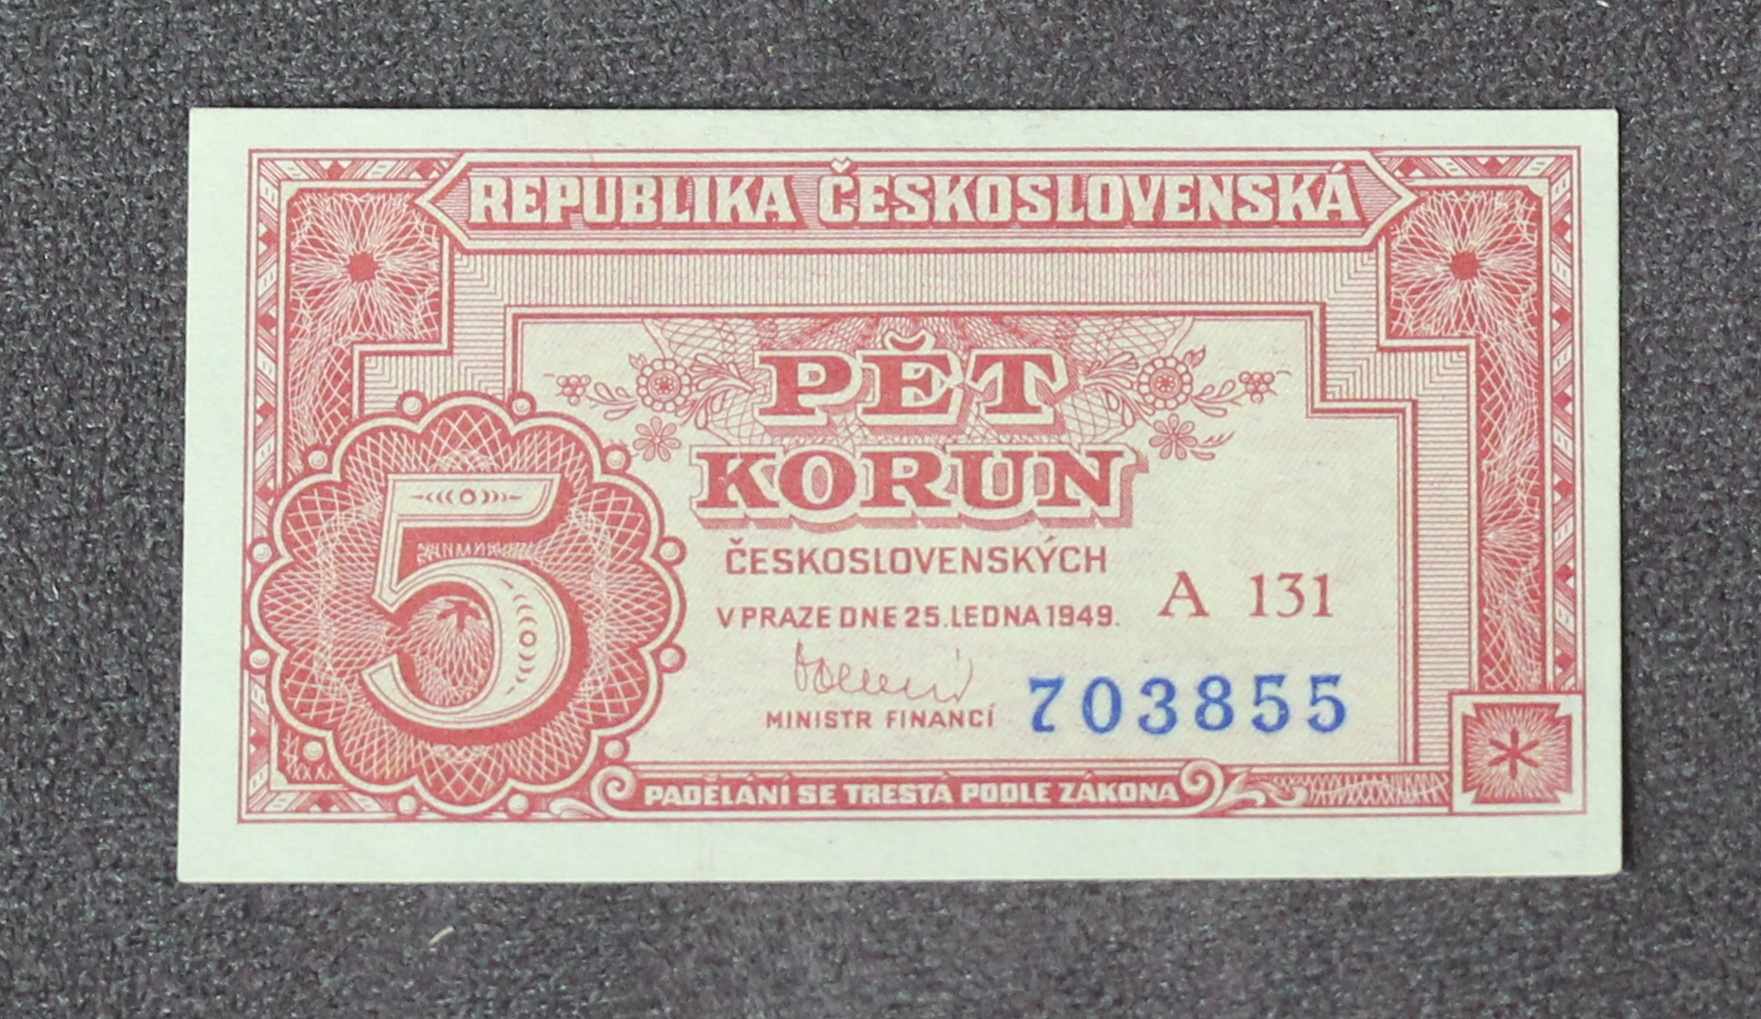 REPUBLIKA ČESKOSLOVENSKÁ
PĚT
KORUN
5
ČESKOSLOVENSKÝCH
V PRAZE DNE 25. LEDNA 1949.
A 131
MINISTR FINANCÍ
703855
PADĚLÁNÍ SE TRESTÁ PODLE ZÁKONA